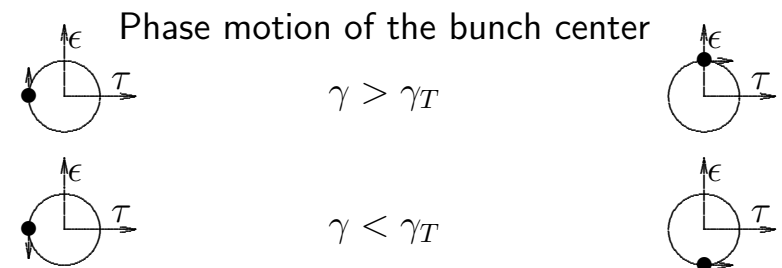 Phase motion of the bunch center
ϵ ϵ
τ γ > γ_T τ
ϵ ϵ
τ γ < γ_T τ